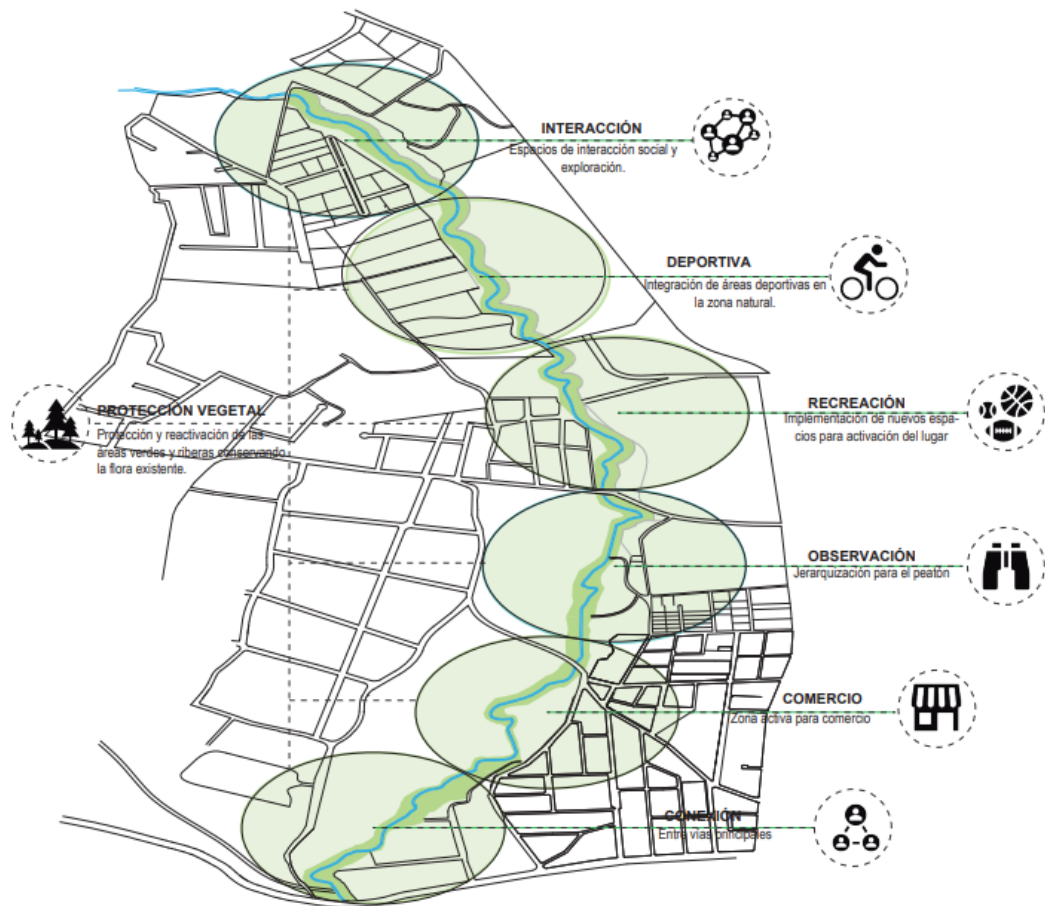 INTERACCIÓN
Espacios de interacción social y
exploración.
DEPORTIVA
Integración de áreas deportivas en
la zona natural.
RECREACIÓN
Implementación de nuevos espa-
cios para activación del lugar
PROTECCIÓN VEGETAL
Protección y reactivación de las
áreas verdes y riberas conservando
la flora existente.
OBSERVACIÓN
Jerarquización para el peatón
COMERCIO
Zona activa para comercio
CONEXIÓN
Entre vías principales